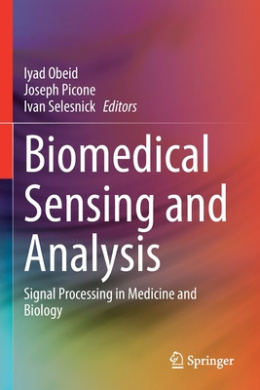 Iyad Obeid
Joseph Picone
Ivan Selesnick Editors
Biomedical
Sensing and
Analysis
Signal Processing in Medicine and
Biology
Springer